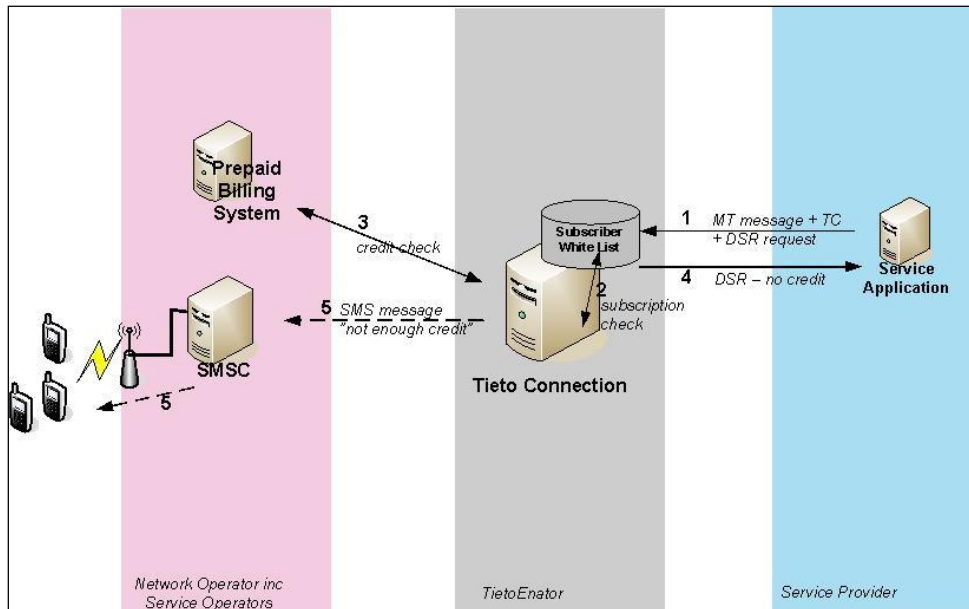 Prepaid
Billing
System
3
credit check
Subscriber
White List
1
MT message + TC
+ DSR request
Service
Application
4
DSR – no credit
2
subscription
check
5
SMS message
"not enough credit"
SMSC
Tieto Connection
5
Network Operator inc
Service Operators
TietoEnator
Service Provider